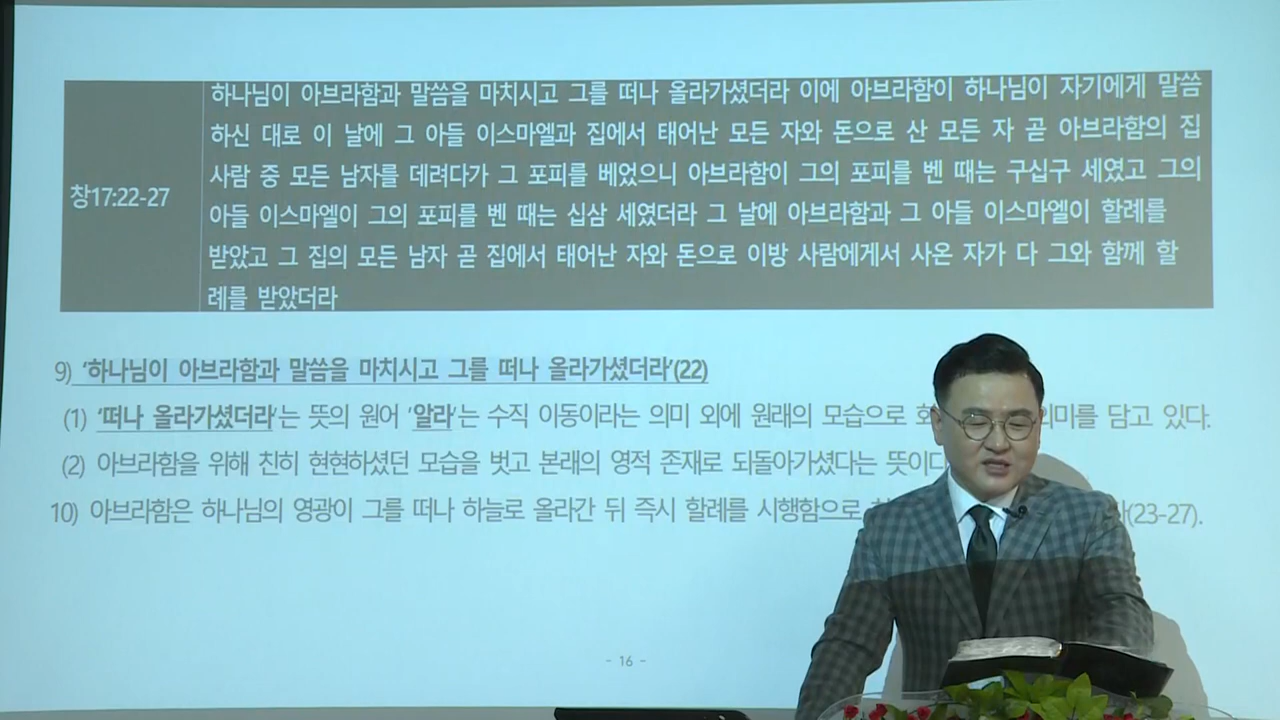 하나님이 아브라함과 말씀을 마치시고 그를 떠나 올라가셨더라 이에 아브라함이 하나님이 자기에게 말씀
하신 대로 이 날에 그 아들 이스마엘과 집에서 태어난 모든 자와 돈으로 산 모든 자 곧 아브라함의 집
창17:22-27
사람 중 모든 남자를 데려다가 그 포피를 베었으니 아브라함이 그의 포피를 벤 때는 구십구 세였고 그의
아들 이스마엘이 그의 포피를 벤 때는 십삼 세였더라 그 날에 아브라함과 그 아들 이스마엘이 할례를
받았고 그 집의 모든 남자 곧 집에서 태어난 자와 돈으로 이방 사람에게서 사온 자가 다 그와 함께 할
례를 받았더라
9) ‘하나님이 아브라함과 말씀을 마치시고 그를 떠나 올라가셨더라’(22)
(1) ‘떠나 올라가셨더라’는 뜻의 원어 ‘알라’는 수직 이동이라는 의미 외에 원래의 모습으로 의미를 담고 있다.
(2) 아브라함을 위해 친히 현현하셨던 모습을 벗고 본래의 영적 존재로 되돌아가셨다는 뜻이다
10) 아브라함은 하나님의 영광이 그를 떠나 하늘로 올라간 뒤 즉시 할례를 시행함으로 (23-27).
- 16 -